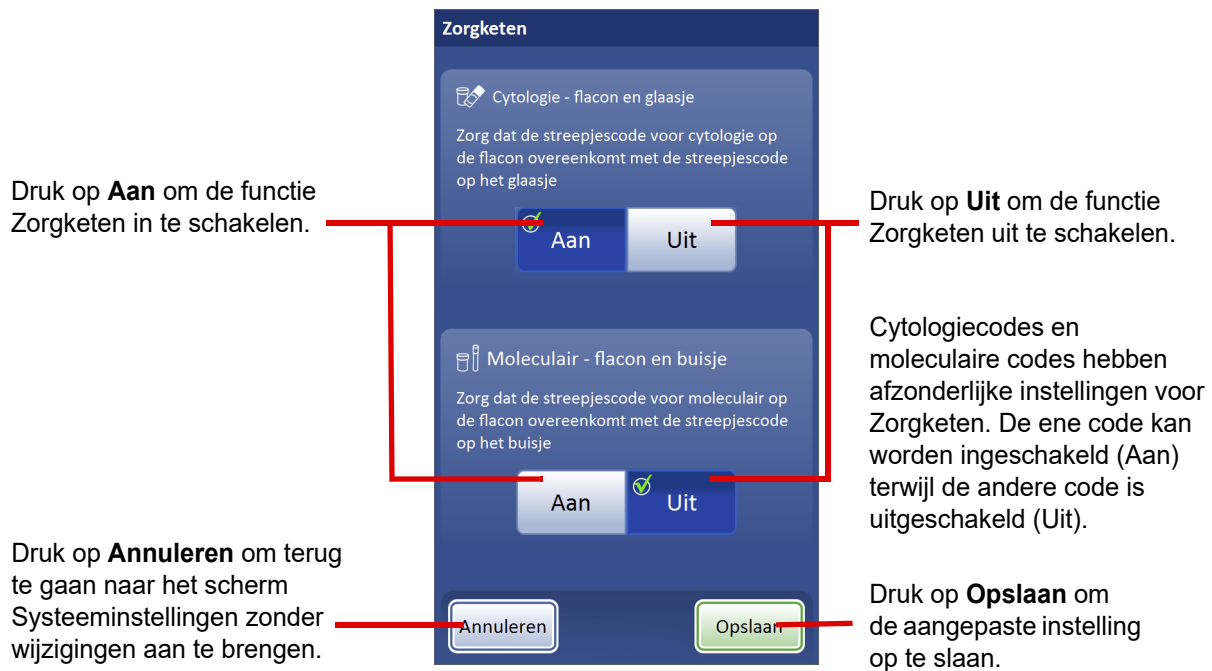 Zorgketen
Cytologie - flacon en glaasje
Zorg dat de streepjescode voor cytologie op
de flacon overeenkomt met de streepjescode
op het glaasje
Aan
Uit
Moleculair - flacon en buisje
Zorg dat de streepjescode voor moleculair op
de flacon overeenkomt met de streepjescode
op het buisje
Aan
Uit
Annuleren
Opslaan
Druk op Aan om de functie
Zorgketen in te schakelen.
Druk op Annuleren om terug
te gaan naar het scherm
Systeeminstellingen zonder
wijzigingen aan te brengen.
Druk op Uit om de functie
Zorgketen uit te schakelen.
Cytologiecodes en
moleculaire codes hebben
afzonderlijke instellingen voor
Zorgketen. De ene code kan
worden ingeschakeld (Aan)
terwijl de andere code is
uitgeschakeld (Uit).
Druk op Opslaan om
de aangepaste instelling
op te slaan.